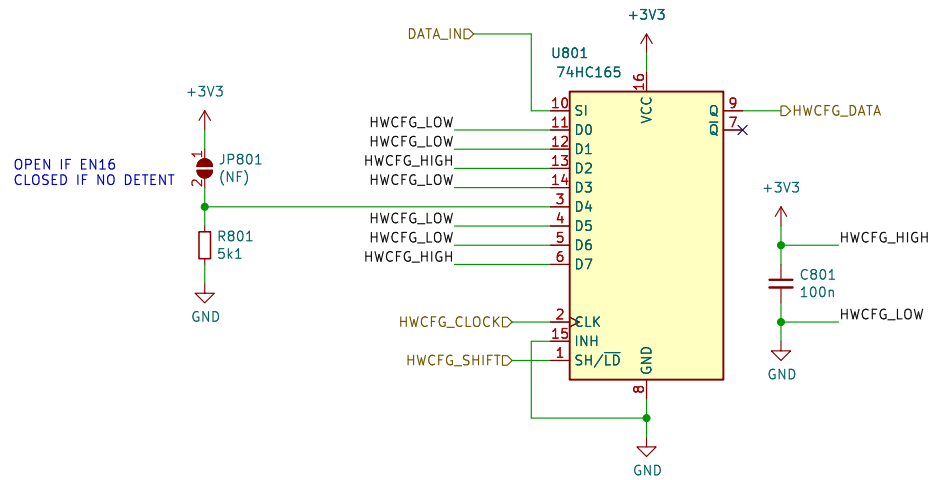 +3V3
DATA_IN
U801
74HC165
16
VCC
+3V3
10
SI
Q
9
HWCFG_DATA
HWCFG_LOW
11
D0
Q
7
HWCFG_LOW
12
D1
1
JP801
HWCFG_HIGH
13
D2
OPEN IF EN16
CLOSED IF NO DETENT
2
(NF)
HWCFG_LOW
14
D3
+3V3
3
D4
HWCFG_LOW
4
D5
R801
5k1
HWCFG_LOW
5
D6
HWCFG_HIGH
HWCFG_HIGH
6
D7
C801
100n
GND
HWCFG_CLOCK
2
CLK
HWCFG_LOW
15
INH
HWCFG_SHIFT
1
SH/LD
GND
GND
8
GND